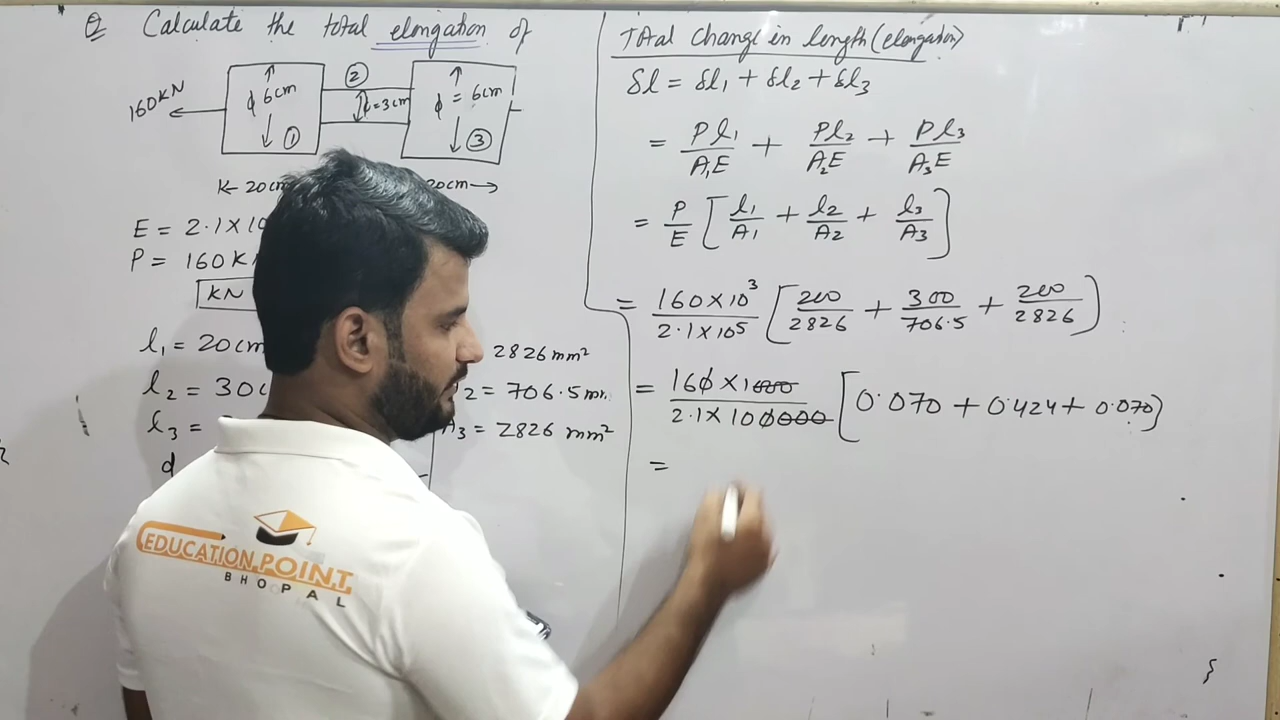 Q Calculate the total elongation of
160KN
φ 6cm
①
②
=3cm
φ = 6cm
③
20cm
20cm
E = 2.1×10
P = 160 K
KN
l₁ = 20cm
l₂ = 30
l₃ =
d
2826 mm²
2 = 706.5 m
A₃ = 2826 mm²
Total change in length (elongation)
δl = δl₁ + δl₂ + δl₃
= Pl₁/A₁E + Pl₂/A₂E + Pl₃/A₃E
= P/E [l₁/A₁ + l₂/A₂ + l₃/A₃]
= 160×10³/2.1×10⁵ [200/2826 + 300/706.5 + 200/2826]
= 160×1000/2.1×100000 [0.070 + 0.424 + 0.070]
=
EDUCATION POINT
BHOPAL